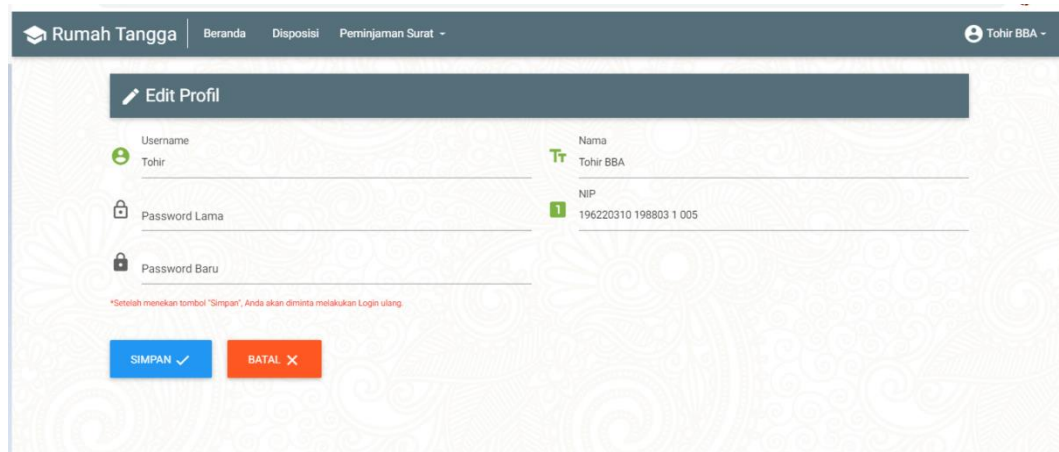 Rumah Tangga
Beranda
Disposisi
Peminjaman Surat
Tohir BBA
Edit Profil
Username
Tohir
Nama
Tohir BBA
Password Lama
NIP
196220310 198803 1 005
Password Baru
*Setelah menekan tombol "Simpan", Anda akan diminta melakukan Login ulang.
SIMPAN
BATAL